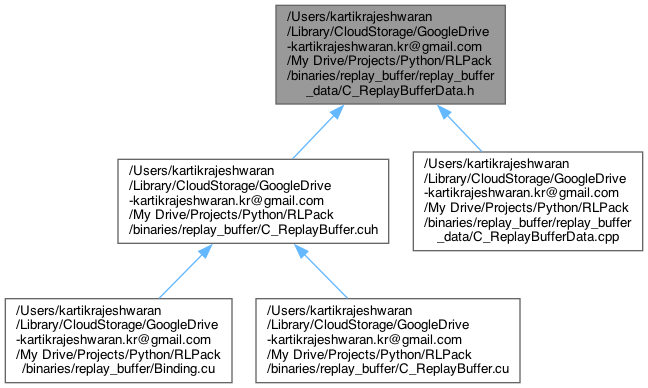 /Users/kartikrajeshwaran
/Library/CloudStorage/GoogleDrive
-kartikrajeshwaran.kr@gmail.com
/My Drive/Projects/Python/RLPack
/binaries/replay_buffer/replay_buffer
_data/C_ReplayBufferData.h
/Users/kartikrajeshwaran
/Library/CloudStorage/GoogleDrive
-kartikrajeshwaran.kr@gmail.com
/My Drive/Projects/Python/RLPack
/binaries/replay_buffer/C_ReplayBuffer.cuh
/Users/kartikrajeshwaran
/Library/CloudStorage/GoogleDrive
-kartikrajeshwaran.kr@gmail.com
/My Drive/Projects/Python/RLPack
/binaries/replay_buffer/replay_buffer
_data/C_ReplayBufferData.cpp
/Users/kartikrajeshwaran
/Library/CloudStorage/GoogleDrive
-kartikrajeshwaran.kr@gmail.com
/My Drive/Projects/Python/RLPack
/binaries/replay_buffer/Binding.cu
/Users/kartikrajeshwaran
/Library/CloudStorage/GoogleDrive
-kartikrajeshwaran.kr@gmail.com
/My Drive/Projects/Python/RLPack
/binaries/replay_buffer/C_ReplayBuffer.cu